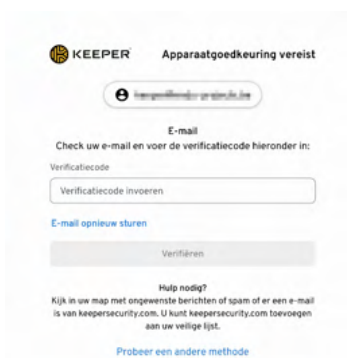 KEEPER Apparaatgoedkeuring vereist
E-mail
Check uw e-mail en voer de verificatiecode hieronder in:
Verificatiecode
Verificatiecode invoeren
E-mail opnieuw sturen
Verifiëren
Hulp nodig?
Kijk in uw map met ongewenste berichten of spam of er een e-mail
is van keepersecurity.com. U kunt keepersecurity.com toevoegen
aan uw veilige lijst.
Probeer een andere methode